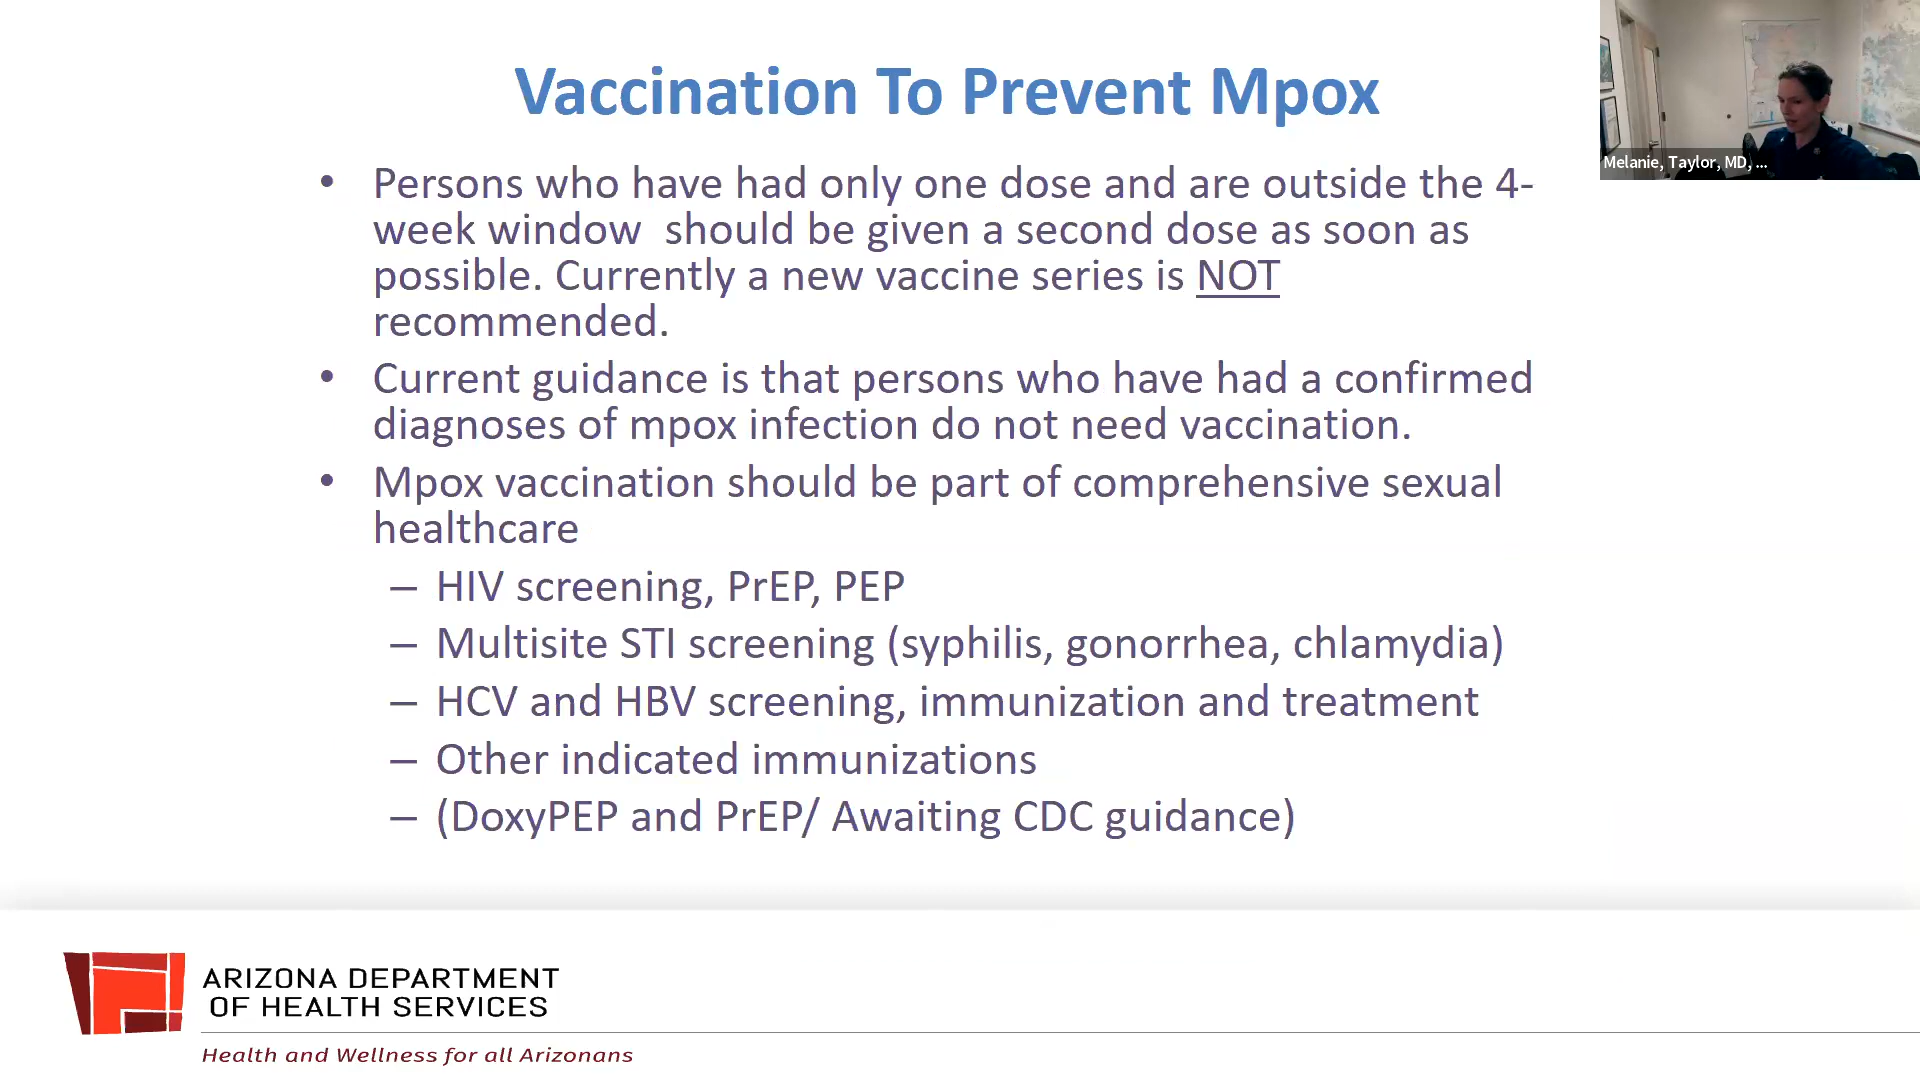 Vaccination To Prevent Mpox
Melanie, Taylor, MD, ...
• Persons who have had only one dose and are outside the 4-
week window  should be given a second dose as soon as
possible. Currently a new vaccine series is NOT
recommended.
• Current guidance is that persons who have had a confirmed
diagnoses of mpox infection do not need vaccination.
• Mpox vaccination should be part of comprehensive sexual
healthcare
– HIV screening, PrEP, PEP
– Multisite STI screening (syphilis, gonorrhea, chlamydia)
– HCV and HBV screening, immunization and treatment
– Other indicated immunizations
– (DoxyPEP and PrEP/ Awaiting CDC guidance)
ARIZONA DEPARTMENT
OF HEALTH SERVICES
Health and Wellness for all Arizonans